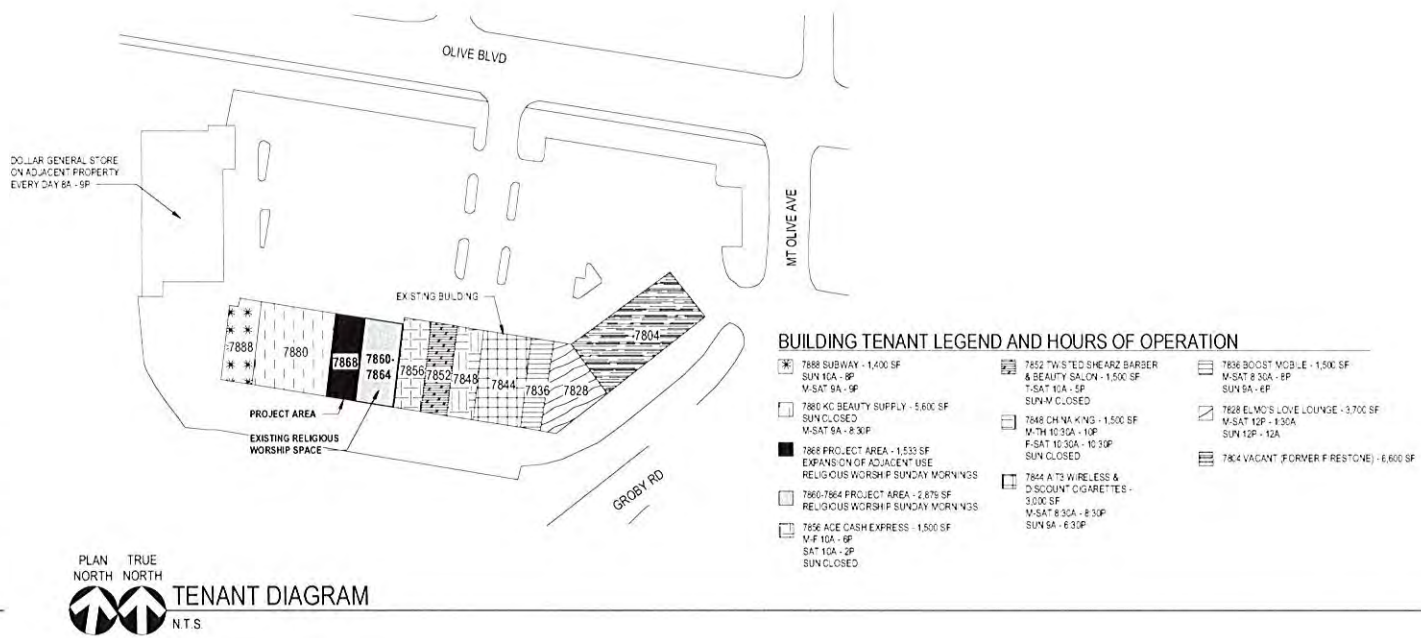 OLIVE BLVD
DOLLAR GENERAL STORE
ON ADJACENT PROPERTY
EVERY DAY 8A - 9P
MT OLIVE AVE
EXISTING BUILDING
7888
7880
7868
7860-
7864
7856
7852
7848
7844
7836
7828
7804
PROJECT AREA
EXISTING RELIGIOUS
WORSHIP SPACE
GROBY RD
BUILDING TENANT LEGEND AND HOURS OF OPERATION
7888 SUBWAY - 1,400 SF
SUN 10A - 8P
M-SAT 9A - 9P
7880 KC BEAUTY SUPPLY - 5,600 SF
SUN CLOSED
M-SAT 9A - 8:30P
7868 PROJECT AREA - 1,533 SF
EXPANSION OF ADJACENT USE
RELIGIOUS WORSHIP SUNDAY MORNINGS
7860-7864 PROJECT AREA - 2,879 SF
RELIGIOUS WORSHIP SUNDAY MORNINGS
7856 ACE CASH EXPRESS - 1,500 SF
M-F 10A - 6P
SAT 10A - 2P
SUN CLOSED
7852 TWISTED SHEARZ BARBER
& BEAUTY SALON - 1,500 SF
T-SAT 10A - 5P
SUN-M CLOSED
7848 CHINA KING - 1,500 SF
M-TH 10:30A - 10P
F-SAT 10:30A - 10:30P
SUN CLOSED
7844 WIRELESS &
DISCOUNT CIGARETTES -
3,000 SF
M-SAT 8:30A - 8:30P
SUN 9A - 6:30P
7836 BOOST MOBILE - 1,500 SF
M-SAT 8:30A - 8P
SUN 9A - 6P
7828 ELMO'S LOVE LOUNGE - 3,700 SF
M-SAT 12P - 1:30A
SUN 12P - 12A
7804 VACANT (FORMER FIRESTONE) - 6,600 SF
PLAN NORTH
TRUE NORTH
TENANT DIAGRAM
N.T.S.